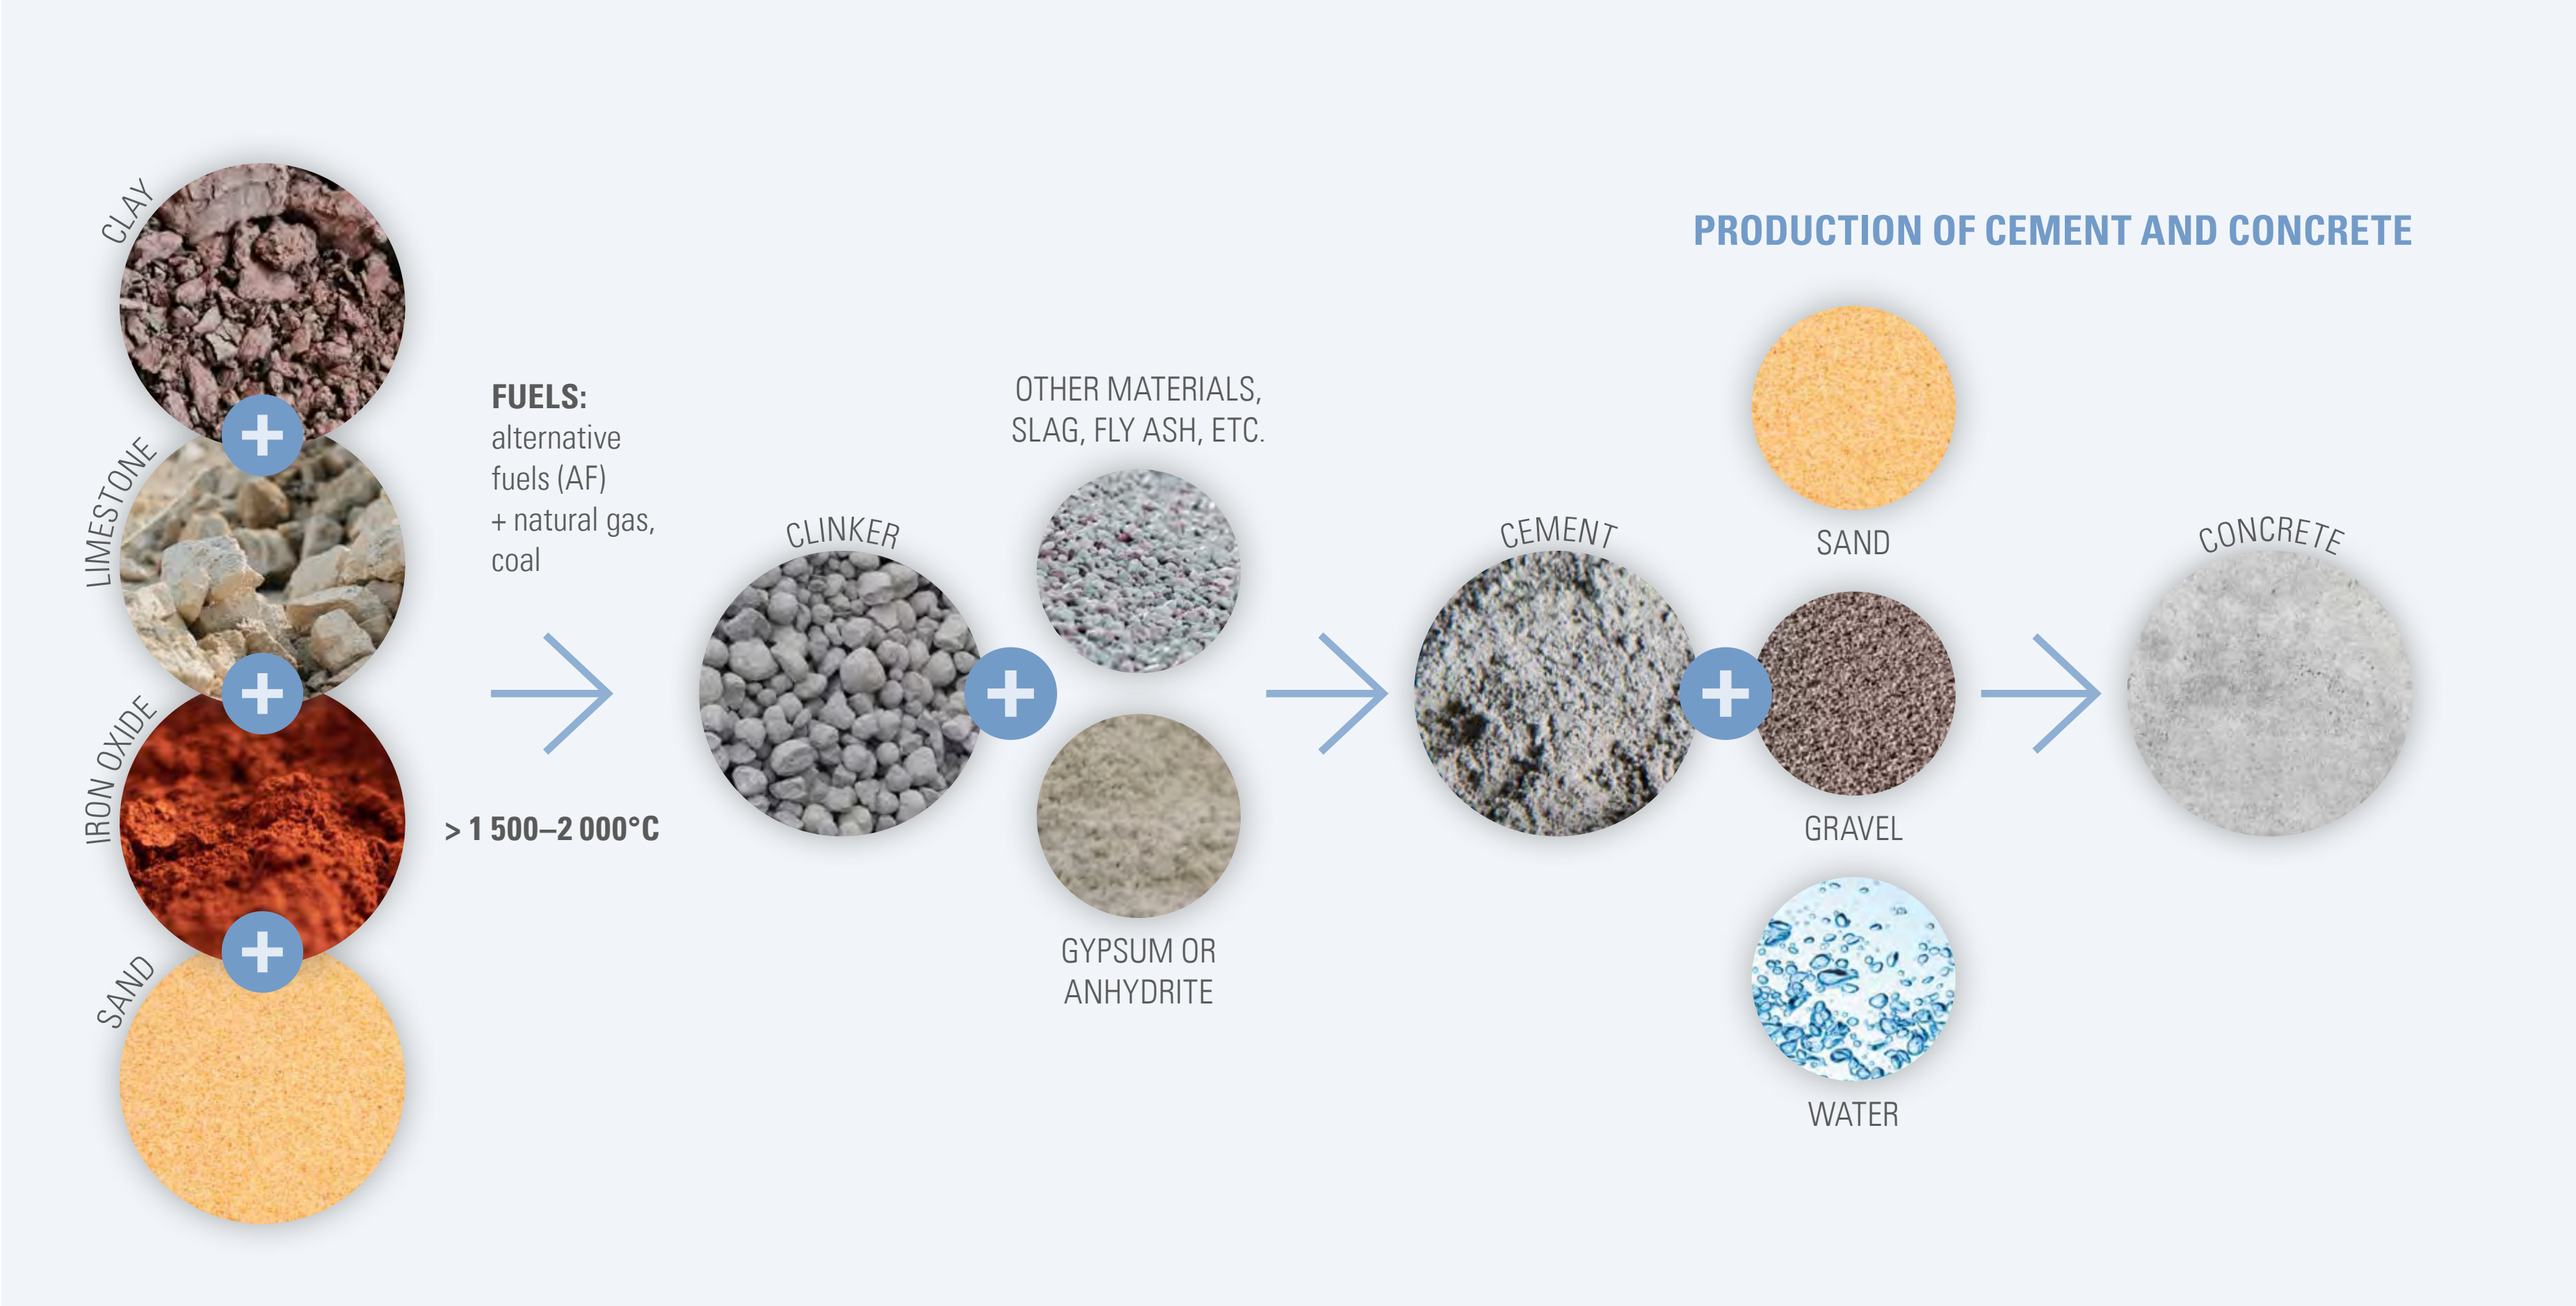 PRODUCTION OF CEMENT AND CONCRETE
CLAY
LIMESTONE
IRON OXIDE
SAND
FUELS:
alternative
fuels (AF)
+ natural gas,
coal
> 1 500–2 000°C
CLINKER
OTHER MATERIALS,
SLAG, FLY ASH, ETC.
GYPSUM OR
ANHYDRITE
CEMENT
SAND
GRAVEL
WATER
CONCRETE